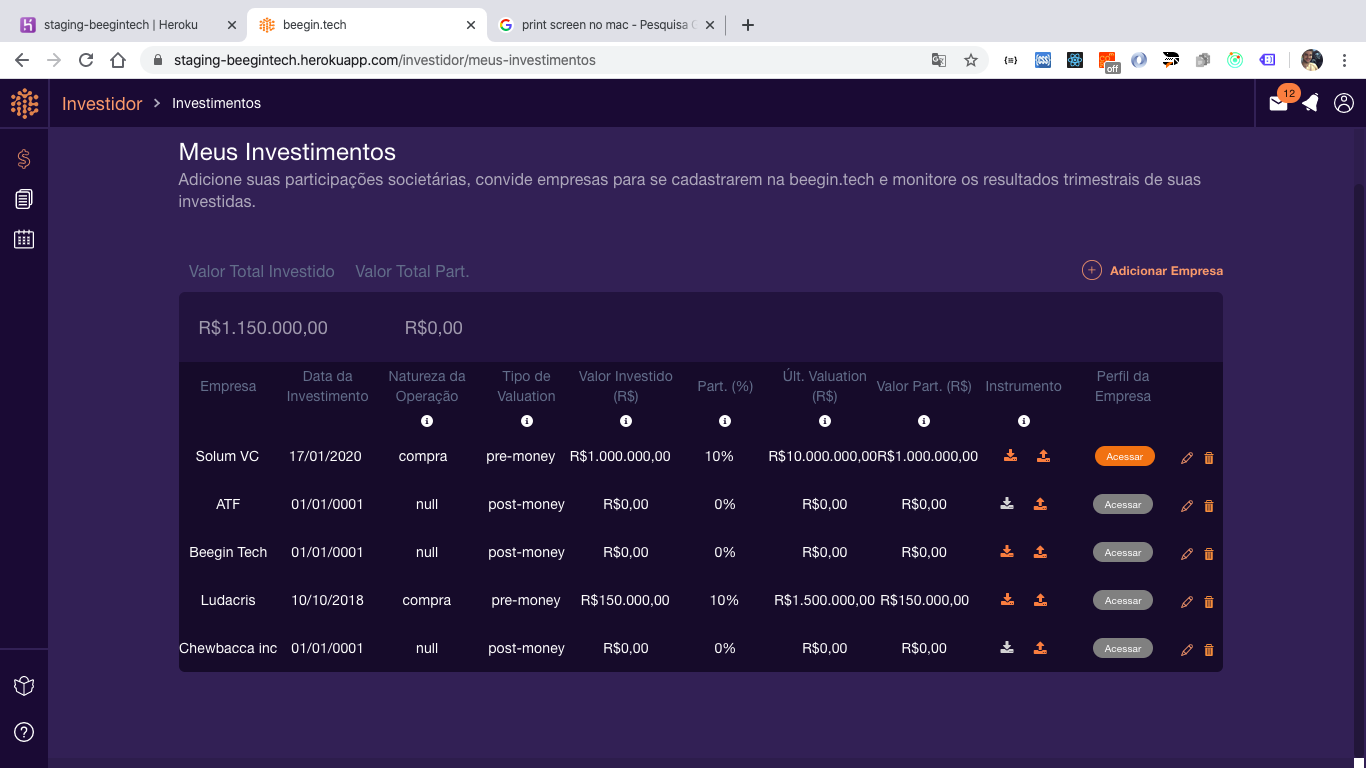 staging-beegintech | Heroku
beegin.tech
print screen no mac - Pesquisa
staging-beegintech.herokuapp.com/investidor/meus-investimentos
off
Investidor > Investimentos
12
Meus Investimentos
Adicione suas participações societárias, convide empresas para se cadastrarem na beegin.tech e monitore os resultados trimestrais de suas
investidas.
Valor Total Investido Valor Total Part.
Adicionar Empresa
R$1.150.000,00 R$0,00
Empresa
Data da
Investimento
Natureza da
Operação
Tipo de
Valuation
Valor Investido
(R$)
Part. (%)
Últ. Valuation
(R$)
Valor Part. (R$)
Instrumento
Perfil da
Empresa
Solum VC 17/01/2020 compra pre-money R$1.000.000,00 10% R$10.000.000,00 R$1.000.000,00 Acessar
ATF 01/01/0001 null post-money R$0,00 0% R$0,00 R$0,00 Acessar
Beegin Tech 01/01/0001 null post-money R$0,00 0% R$0,00 R$0,00 Acessar
Ludacris 10/10/2018 compra pre-money R$150.000,00 10% R$1.500.000,00 R$150.000,00 Acessar
Chewbacca inc 01/01/0001 null post-money R$0,00 0% R$0,00 R$0,00 Acessar